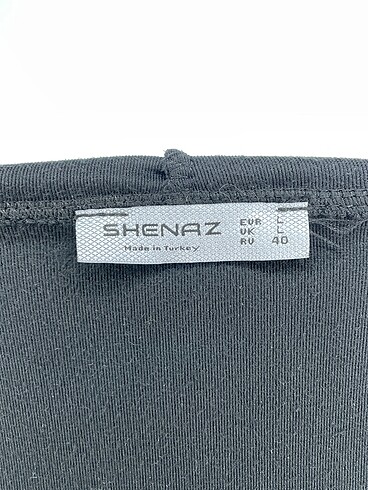 SHENAZ
Made in Turkey
EUR L
UK L
RU 40